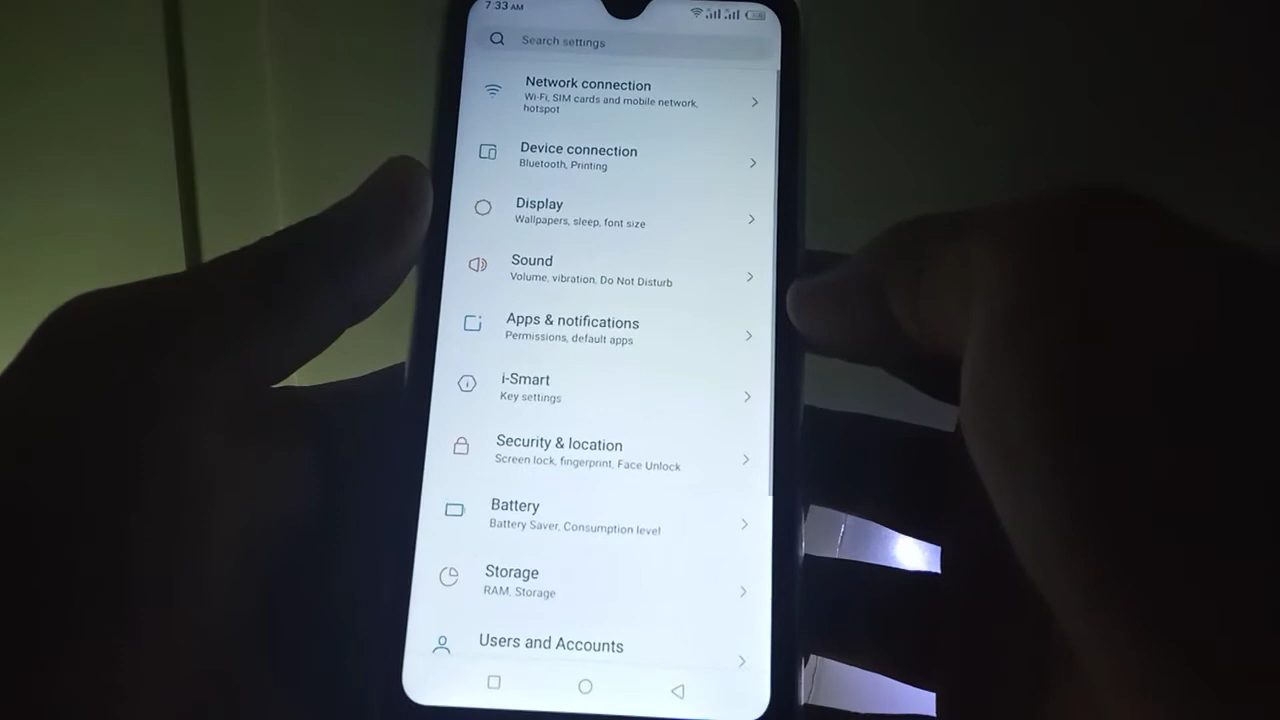 7:33 AM
Search settings
Network connection
Wi-Fi, SIM cards and mobile network,
hotspot
Device connection
Bluetooth, Printing
Display
Wallpapers, sleep, font size
Sound
Volume, vibration, Do Not Disturb
Apps & notifications
Permissions, default apps
i-Smart
Key settings
Security & location
Screen lock, fingerprint, Face Unlock
Battery
Battery Saver, Consumption level
Storage
RAM, Storage
Users and Accounts